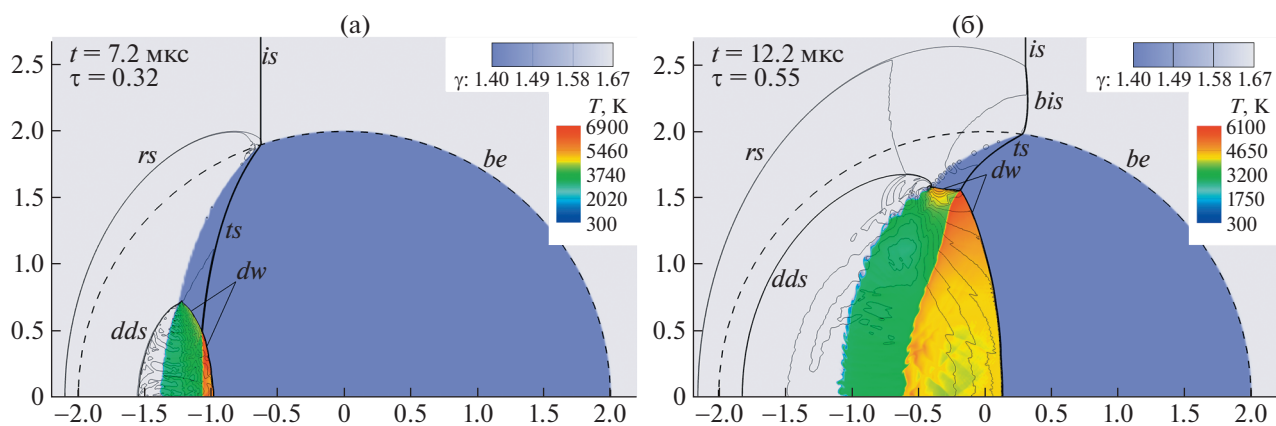 (а)
t = 7.2 мкс
τ = 0.32
is
γ: 1.40 1.49 1.58 1.67
T, K
6900
5460
3740
2020
300
rs
be
ts
dw
dds
2.5
2.0
1.5
1.0
0.5
0
−2.0 −1.5 −1.0 −0.5 0 0.5 1.0 1.5 2.0
(б)
t = 12.2 мкс
τ = 0.55
is
γ: 1.40 1.49 1.58 1.67
T, K
6100
4650
3200
1750
300
bis
rs
be
ts
dw
dds
2.5
2.0
1.5
1.0
0.5
0
−2.0 −1.5 −1.0 −0.5 0 0.5 1.0 1.5 2.0